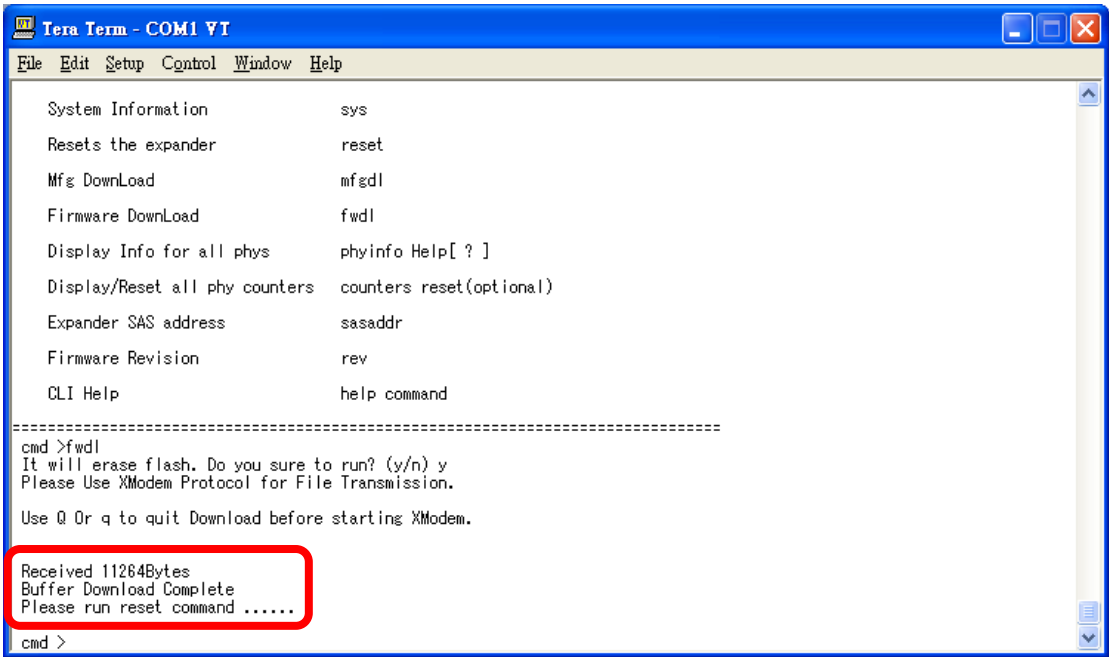 Tera Term - COM1 VT
File Edit Setup Control Window Help
System Information sys
Resets the expander reset
Mfg DownLoad mfgdl
Firmware DownLoad fwdl
Display Info for all phys phyinfo Help[ ? ]
Display/Reset all phy counters counters reset(optional)
Expander SAS address sasaddr
Firmware Revision rev
CLI Help help command
================================================================================
cmd >fwdl
It will erase flash. Do you sure to run? (y/n) y
Please Use XModem Protocol for File Transmission.
Use Q Or q to quit Download before starting XModem.
Received 11264Bytes
Buffer Download Complete
Please run reset command ......
cmd >